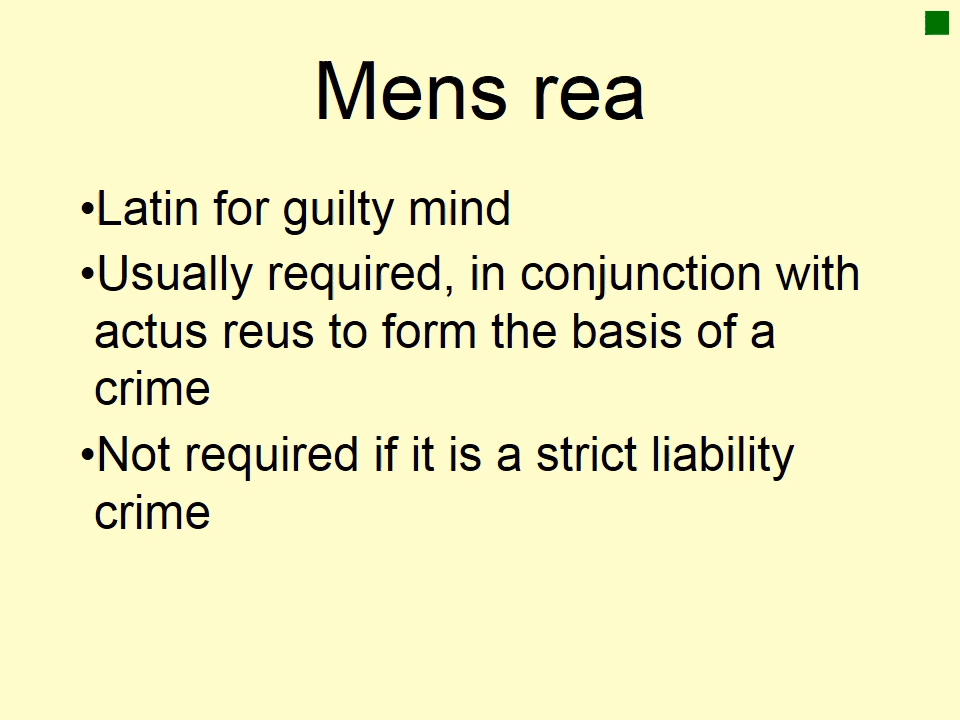 Mens rea
•Latin for guilty mind
•Usually required, in conjunction with
actus reus to form the basis of a
crime
•Not required if it is a strict liability
crime